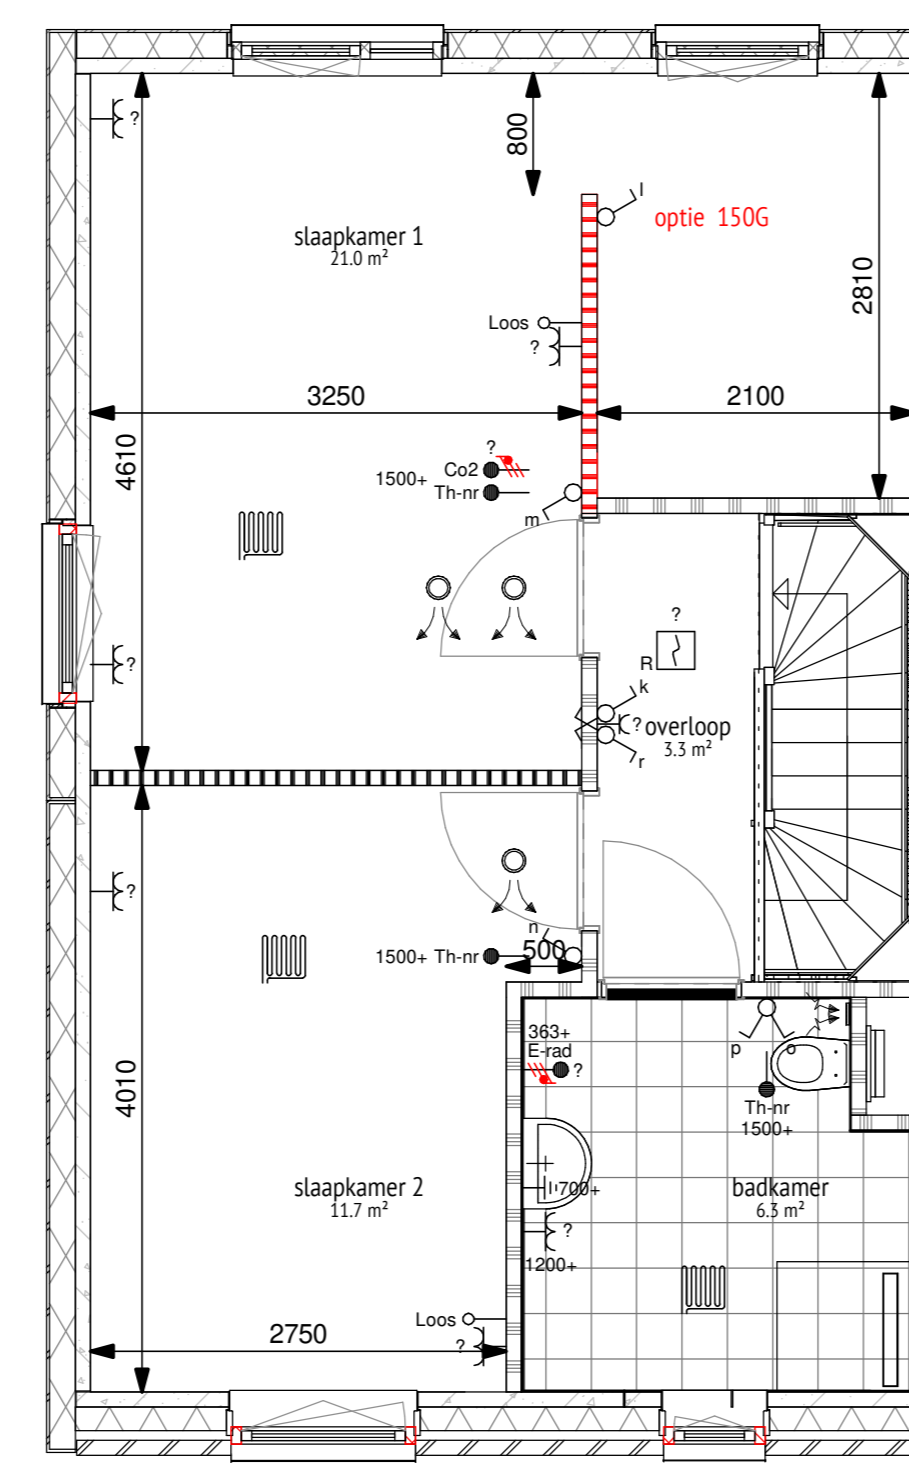 ?
800
l
optie 150G
slaapkamer 1
21.0 m²
2810
Loos
?
3250
2100
4610
?
Co2
1500+
Th-nr
m
?
R
k
?
overloop
3.3 m²
?
r
?
n
500
1500+ Th-nr
363+
E-rad
?
p
o
Th-nr
1500+
4010
slaapkamer 2
11.7 m²
700+
badkamer
6.3 m²
?
1200+
Loos
?
2750